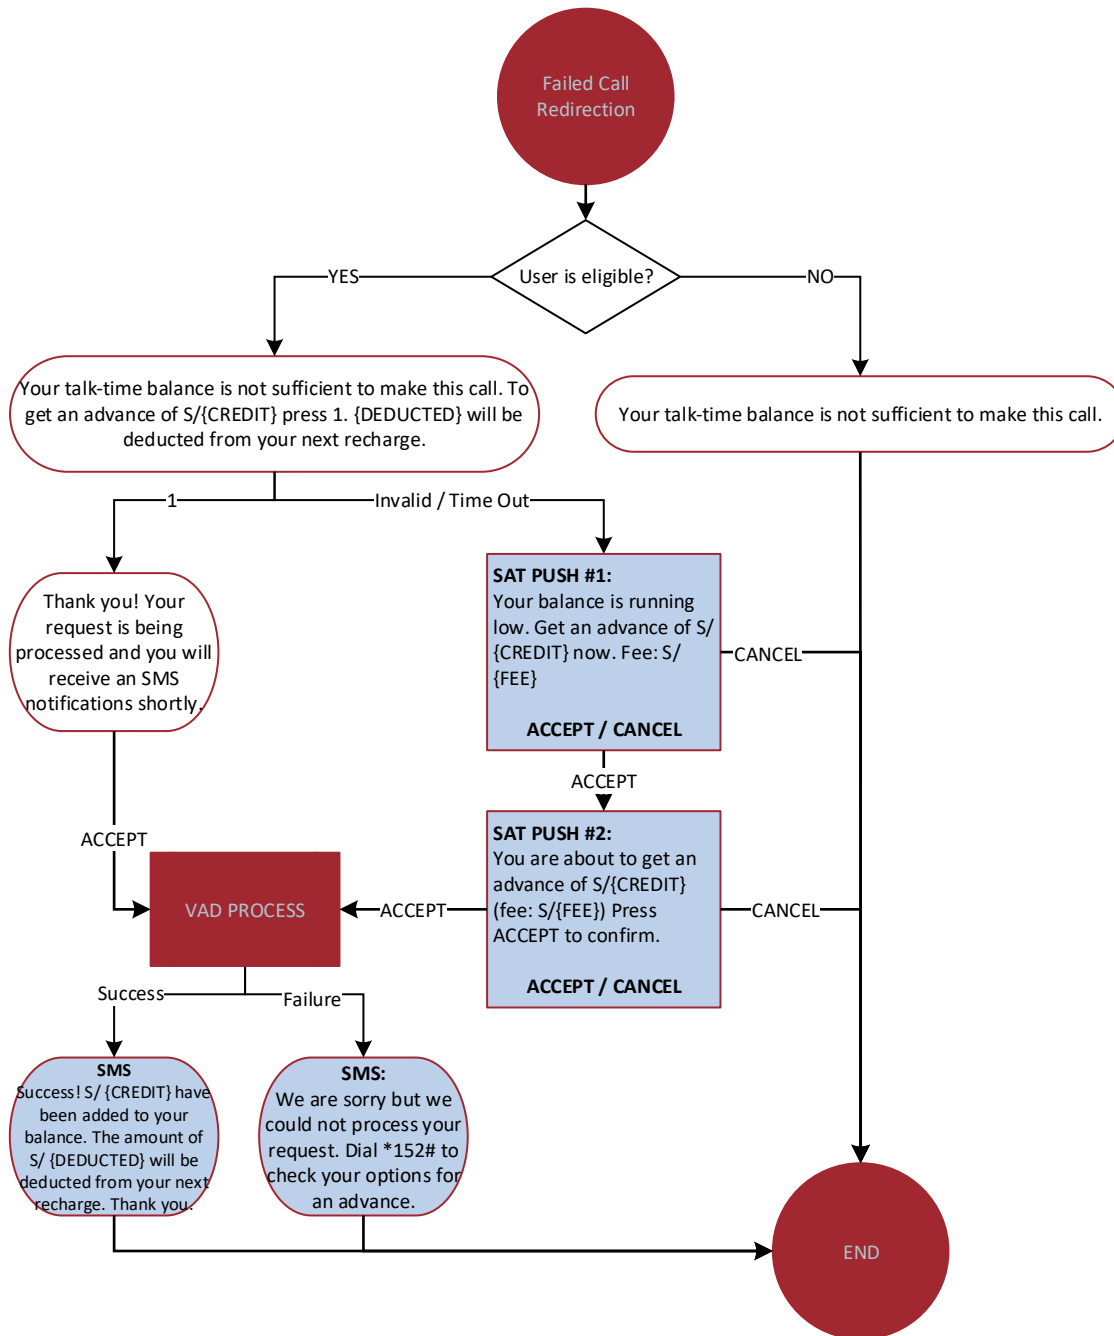 Failed Call
Redirection
User is eligible?
YES
NO
Your talk-time balance is not sufficient to make this call. To
get an advance of S/{CREDIT} press 1. {DEDUCTED} will be
deducted from your next recharge.
Your talk-time balance is not sufficient to make this call.
1
Invalid / Time Out
Thank you! Your
request is being
processed and you will
receive an SMS
notifications shortly.
SAT PUSH #1:
Your balance is running
low. Get an advance of S/
{CREDIT} now. Fee: S/
{FEE}
ACCEPT / CANCEL
CANCEL
ACCEPT
ACCEPT
SAT PUSH #2:
You are about to get an
advance of S/{CREDIT}
(fee: S/{FEE}) Press
ACCEPT to confirm.
ACCEPT / CANCEL
VAD PROCESS
ACCEPT
CANCEL
Success
Failure
SMS
Success! S/ {CREDIT} have
been added to your
balance. The amount of
S/ {DEDUCTED} will be
deducted from your next
recharge. Thank you.
SMS:
We are sorry but we
could not process your
request. Dial *152# to
check your options for
an advance.
END